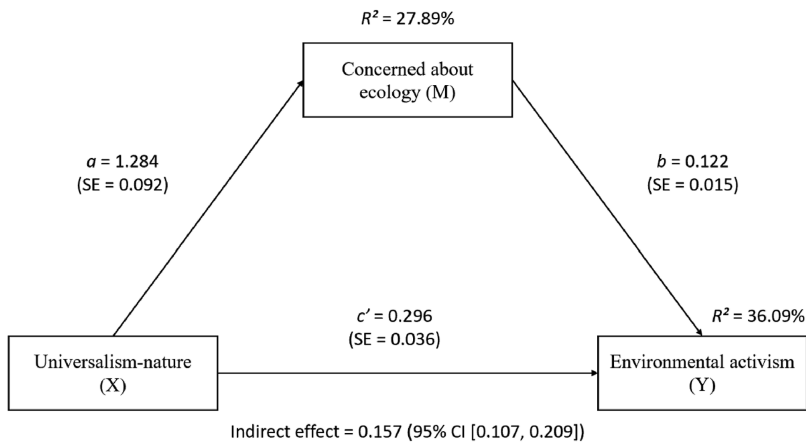 R² = 27.89%
Concerned about
ecology (M)
a = 1.284
(SE = 0.092)
b = 0.122
(SE = 0.015)
c’ = 0.296
(SE = 0.036)
R² = 36.09%
Universalism-nature
(X)
Environmental activism
(Y)
Indirect effect = 0.157 (95% CI [0.107, 0.209])